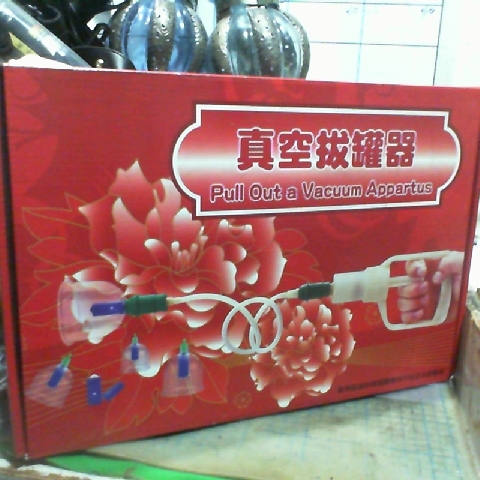 真空拔罐器
Pull Out a Vacuum Appartus